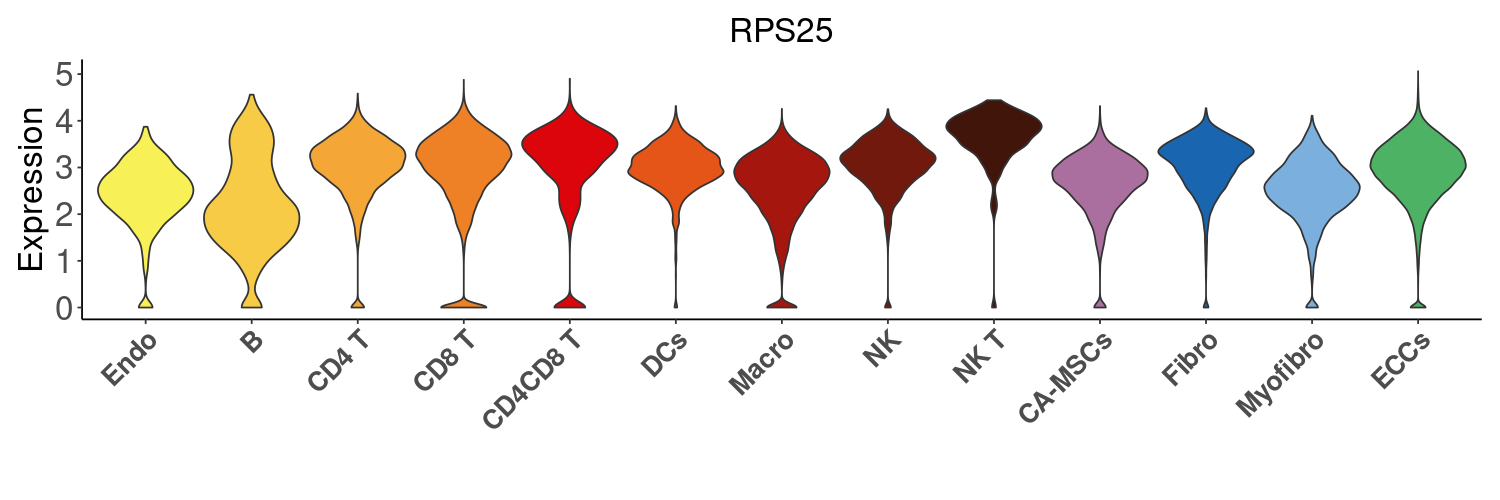 RPS25
Expression
5
4
3
2
1
0
Endo
B
CD4 T
CD8 T
CD4CD8 T
DCs
Macro
NK
NK T
CA-MSCs
Fibro
Myofibro
ECCs